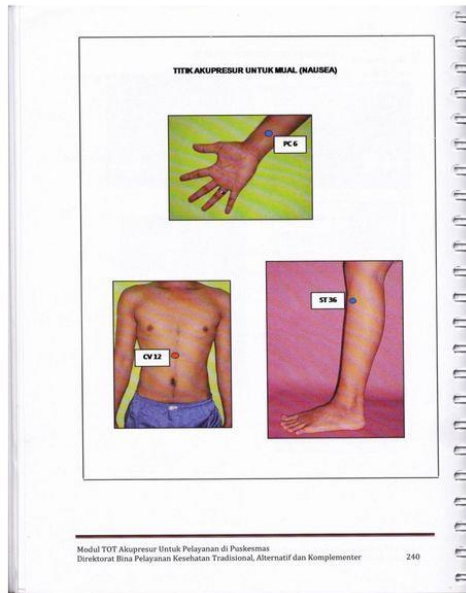 TITIK AKUPRESUR UNTUK MUAL (NAUSEA)
PC 6
CV 12
ST 36
Modul TOT Akupresur Untuk Pelayanan di Puskesmas
Direktorat Bina Pelayanan Kesehatan Tradisional, Alternatif dan Komplementer 240